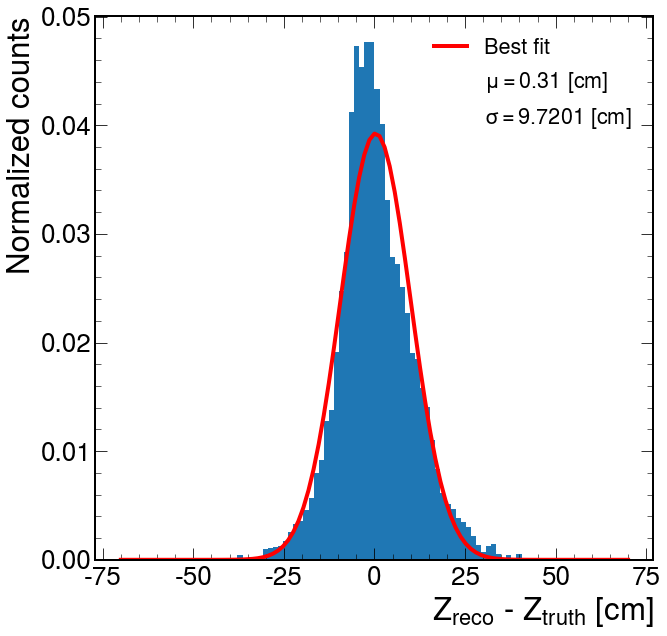 Normalized counts
0.05
0.04
0.03
0.02
0.01
0.00
Best fit
μ = 0.31 [cm]
σ = 9.7201 [cm]
-75 -50 -25 0 25 50 75
Z_reco - Z_truth [cm]